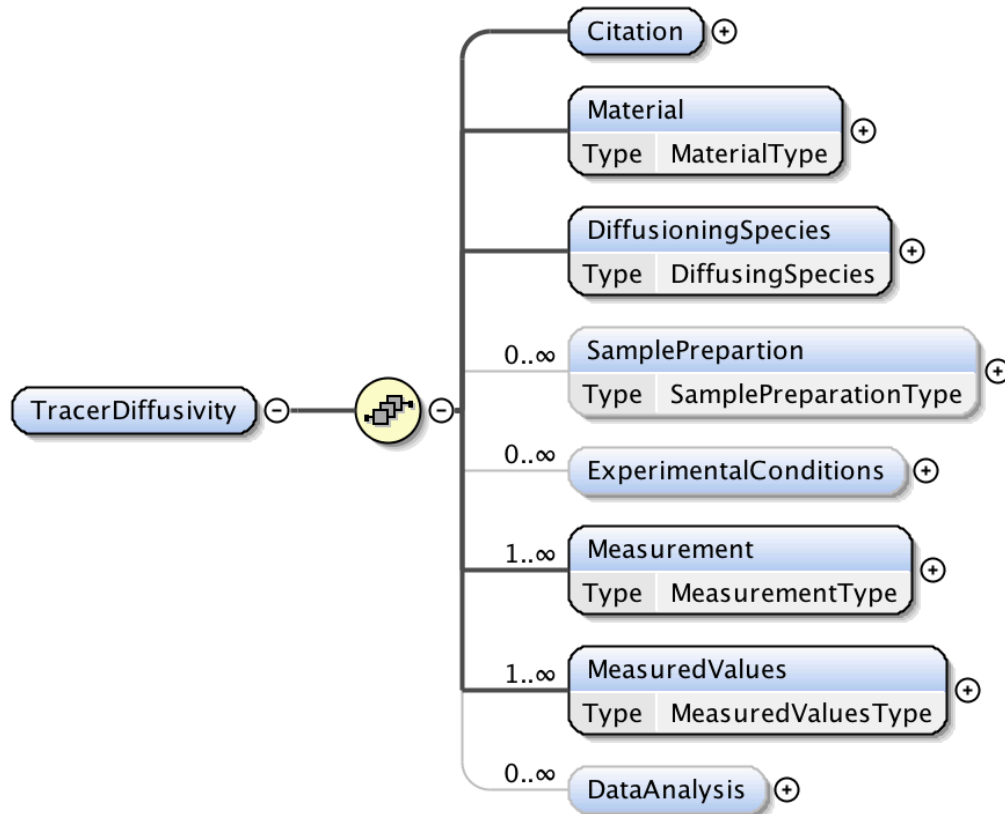 Citation
Material
Type MaterialType
DiffusioningSpecies
Type DiffusingSpecies
0..∞
SamplePrepartion
Type SamplePreparationType
TracerDiffusivity
0..∞
ExperimentalConditions
1..∞
Measurement
Type MeasurementType
1..∞
MeasuredValues
Type MeasuredValuesType
0..∞
DataAnalysis